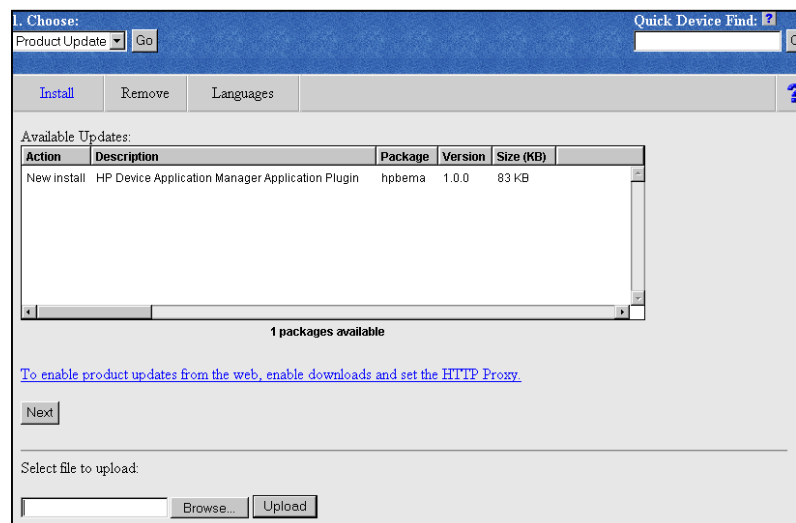 1. Choose: Quick Device Find: ?
Product Update Go
Install Remove Languages ?
Available Updates:
Action Description Package Version Size (KB)
New install HP Device Application Manager Application Plugin hpbema 1.0.0 83 KB
1 packages available
To enable product updates from the web, enable downloads and set the HTTP Proxy.
Next
Select file to upload:
Browse... Upload